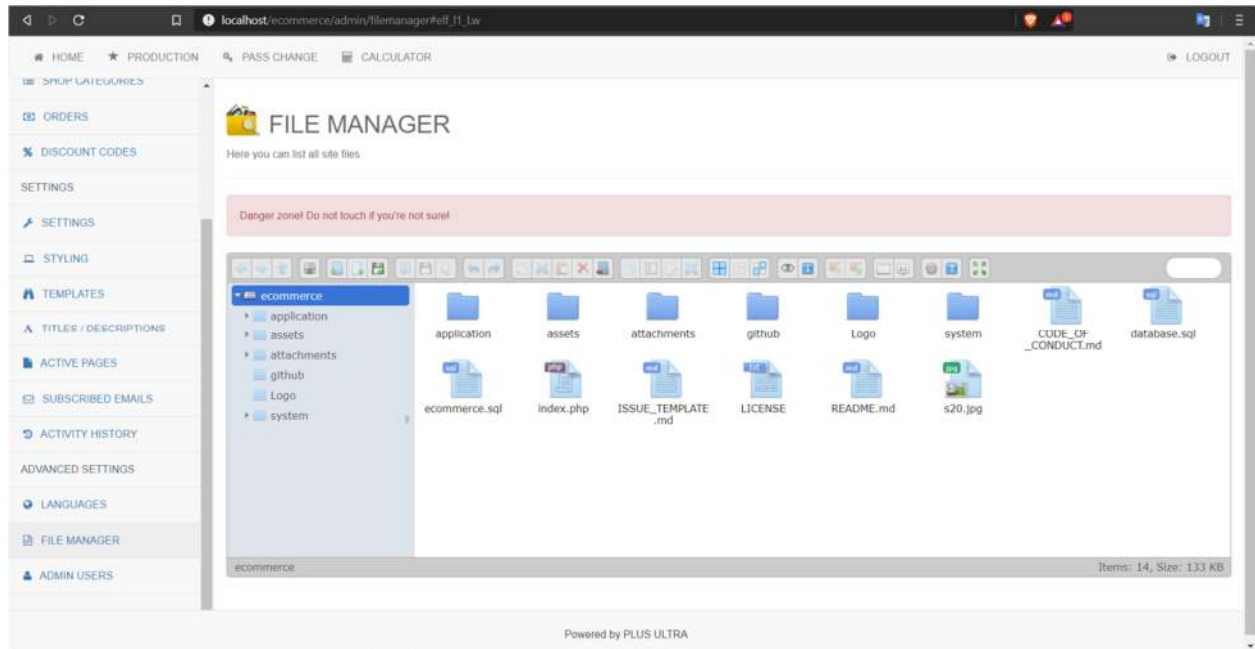 localhost/ecommerce/admin/filemanager#elf_l1_Lw
HOME PRODUCTION PASS CHANGE CALCULATOR LOGOUT
SHOP CATEGORIES
ORDERS
DISCOUNT CODES
SETTINGS
SETTINGS
STYLING
TEMPLATES
TITLES / DESCRIPTIONS
ACTIVE PAGES
SUBSCRIBED EMAILS
ACTIVITY HISTORY
ADVANCED SETTINGS
LANGUAGES
FILE MANAGER
ADMIN USERS
FILE MANAGER
Here you can list all site files
Danger zone! Do not touch if you're not sure!
ecommerce
application
assets
attachments
github
Logo
system
application assets attachments github Logo system CODE_OF
_CONDUCT.md database.sql
ecommerce.sql index.php ISSUE_TEMPLATE
.md LICENSE README.md s20.jpg
ecommerce Items: 14, Size: 133 KB
Powered by PLUS ULTRA